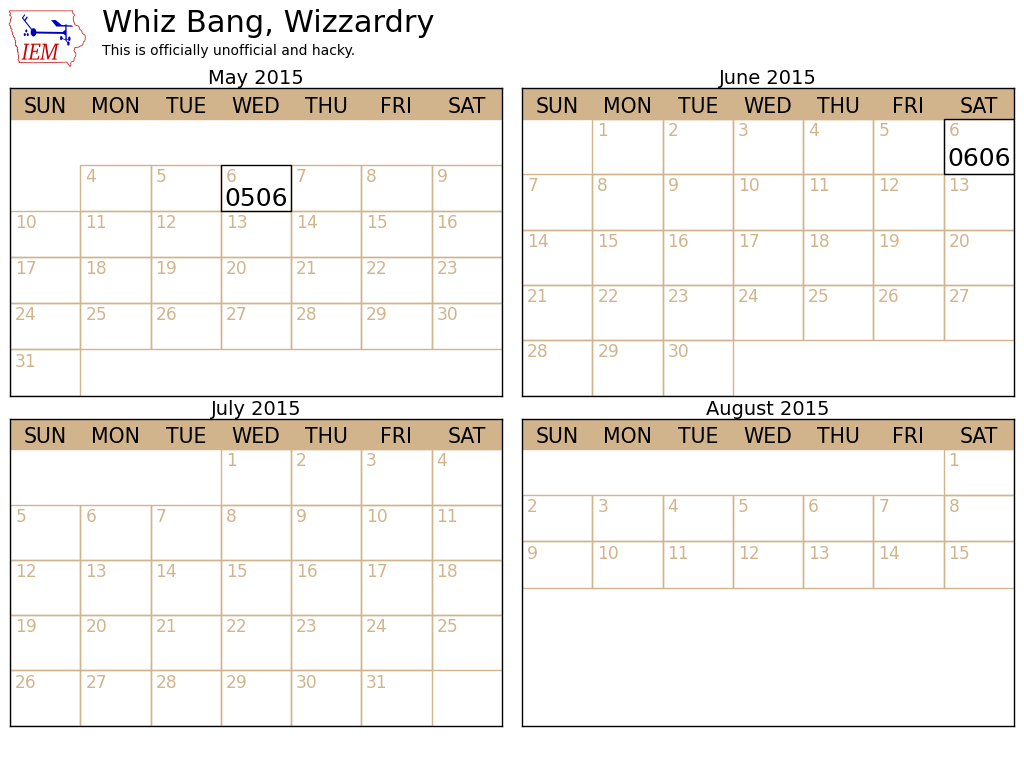 Whiz Bang, Wizzardry
This is officially unofficial and hacky.
IEM
May 2015
SUN MON TUE WED THU FRI SAT
4 5 6 7 8 9
0506
10 11 12 13 14 15 16
17 18 19 20 21 22 23
24 25 26 27 28 29 30
31
June 2015
SUN MON TUE WED THU FRI SAT
1 2 3 4 5 6
0606
7 8 9 10 11 12 13
14 15 16 17 18 19 20
21 22 23 24 25 26 27
28 29 30
July 2015
SUN MON TUE WED THU FRI SAT
1 2 3 4
5 6 7 8 9 10 11
12 13 14 15 16 17 18
19 20 21 22 23 24 25
26 27 28 29 30 31
August 2015
SUN MON TUE WED THU FRI SAT
1
2 3 4 5 6 7 8
9 10 11 12 13 14 15